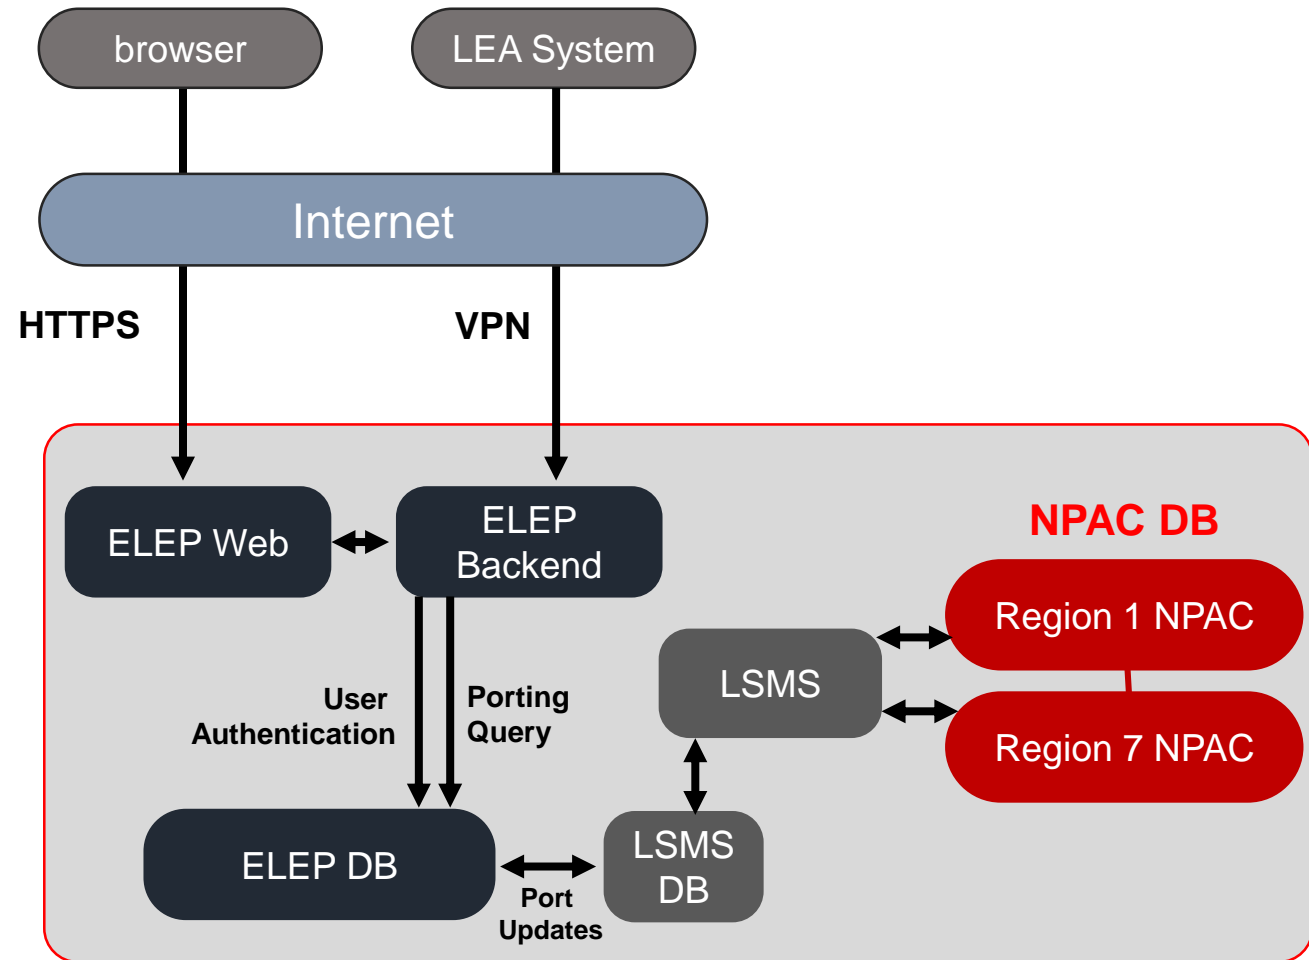 browser
LEA System
Internet
HTTPS
VPN
ELEP Web
ELEP
Backend
NPAC DB
Region 1 NPAC
LSMS
Region 7 NPAC
User
Authentication
Porting
Query
ELEP DB
Port
Updates
LSMS
DB